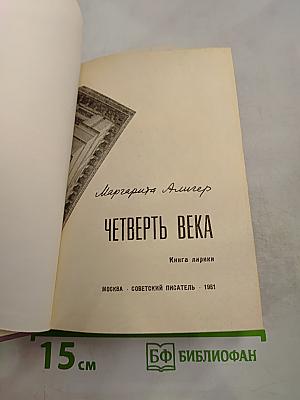 Маргарита Алигер
ЧЕТВЕРТЬ ВЕКА
Книга лирики
МОСКВА · СОВЕТСКИЙ ПИСАТЕЛЬ · 1961
15 см
БФ БИБЛИОФАН